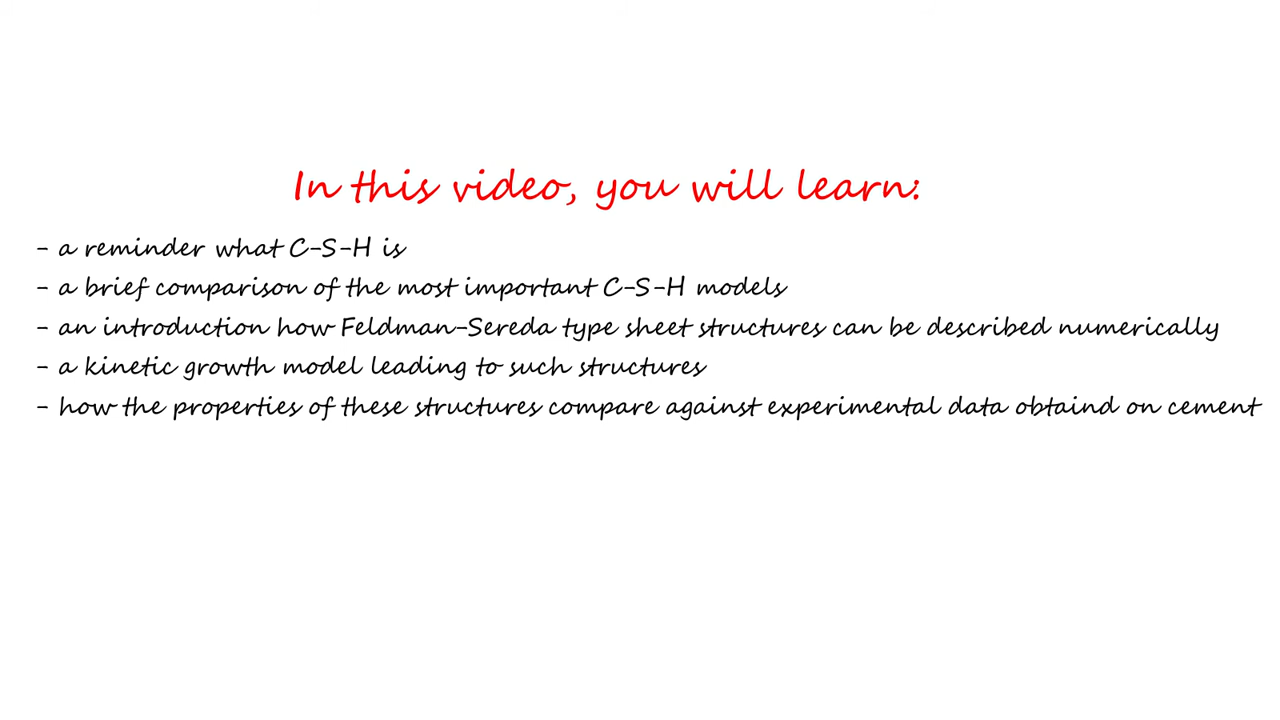 In this video, you will learn:
- a reminder what C-S-H is
- a brief comparison of the most important C-S-H models
- an introduction how Feldman-Sereda type sheet structures can be described numerically
- a kinetic growth model leading to such structures
- how the properties of these structures compare against experimental data obtaind on cement